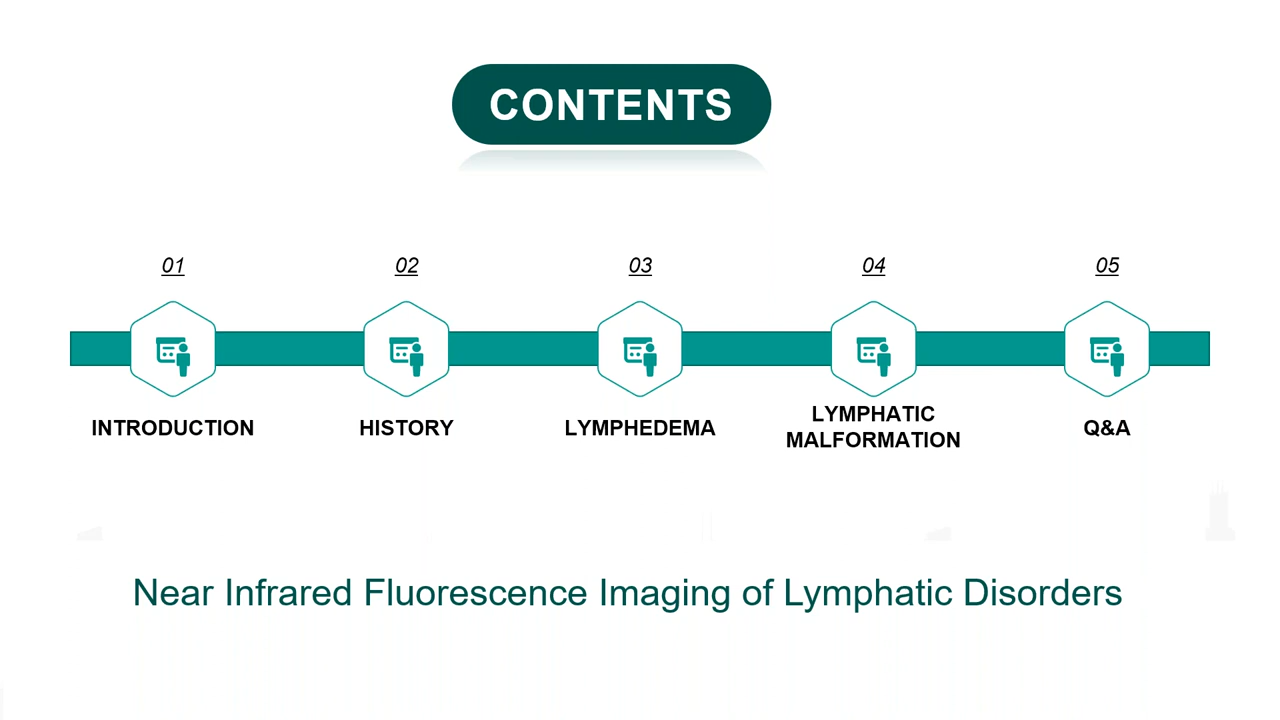 CONTENTS
01
02
03
04
05
INTRODUCTION
HISTORY
LYMPHEDEMA
LYMPHATIC
MALFORMATION
Q&A
Near Infrared Fluorescence Imaging of Lymphatic Disorders